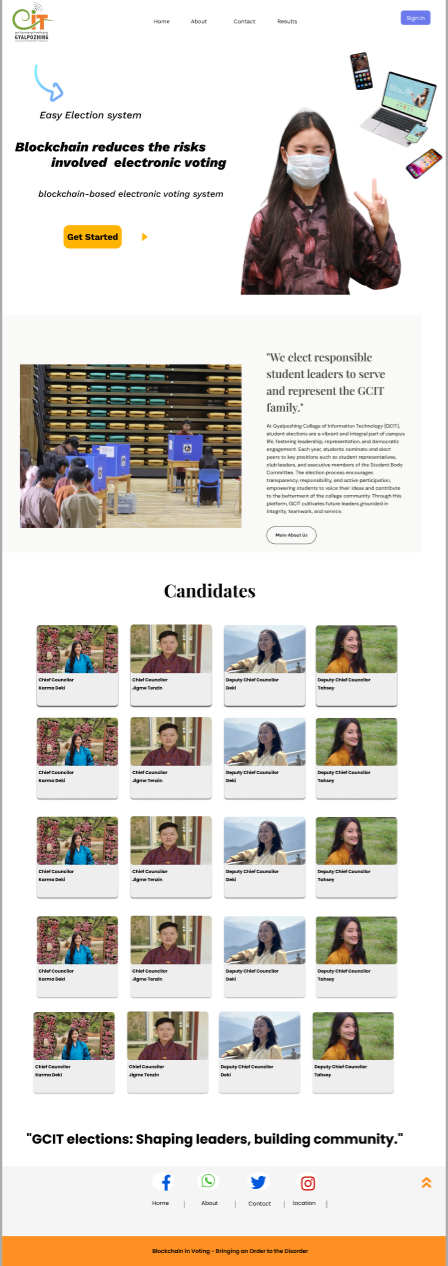 GCIT
GYALPOZHING
Home About Contact Results
Sign In
Easy Election system
Blockchain reduces the risks
involved electronic voting
blockchain-based electronic voting system
Get Started
"We elect responsible
student leaders to serve
and represent the GCIT
family."
At Gyalpozhing College of Information Technology (GCIT),
student elections are a vibrant and integral part of campus
life, fostering leadership, representation, and democratic
engagement. Each year, students nominate and elect
peers to key positions such as student representatives,
club leaders, and executive members of the Student Body
Committee. The election process encourages
transparency, responsibility, and active participation,
empowering students to voice their ideas and contribute
to the betterment of the college community. Through this
platform, GCIT cultivates future leaders grounded in
integrity, teamwork, and service.
More About Us
Candidates
Chief Councilor Chief Councilor Deputy Chief Councilor Deputy Chief Councilor
Karma Deki Jigme Tenzin Deki Tshey
Chief Councilor Chief Councilor Deputy Chief Councilor Deputy Chief Councilor
Karma Deki Jigme Tenzin Deki Tshey
Chief Councilor Chief Councilor Deputy Chief Councilor Deputy Chief Councilor
Karma Deki Jigme Tenzin Deki Tshey
Chief Councilor Chief Councilor Deputy Chief Councilor Deputy Chief Councilor
Karma Deki Jigme Tenzin Deki Tshey
Chief Councilor Chief Councilor Deputy Chief Councilor Deputy Chief Councilor
Karma Deki Jigme Tenzin Deki Tshey
"GCIT elections: Shaping leaders, building community."
Home | About | Contact | location |
Blockchain in Voting - Bringing an Order to the Disorder